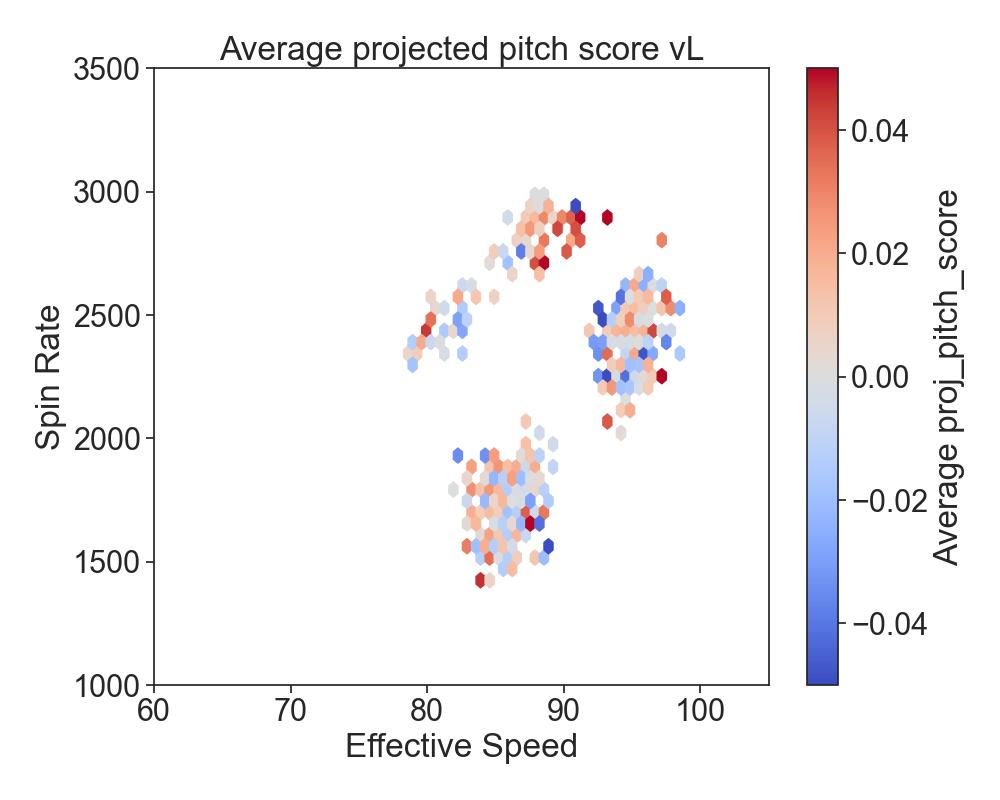 Average projected pitch score vL
3500
3000
2500
2000
1500
1000
Spin Rate
60 70 80 90 100
Effective Speed
0.04
0.02
0.00
−0.02
−0.04
Average proj_pitch_score